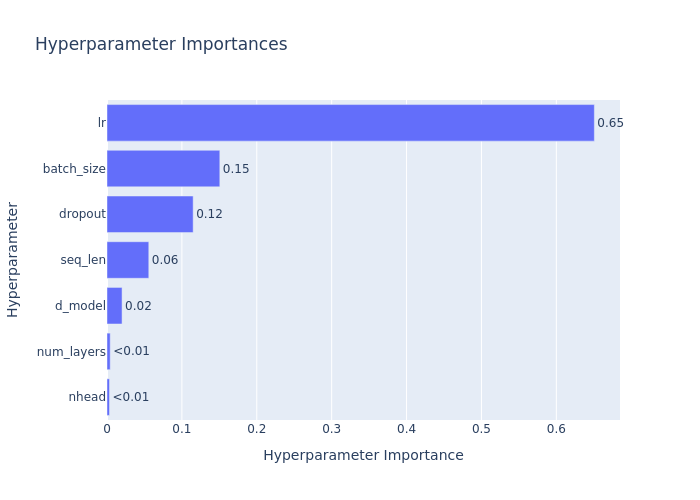 Hyperparameter Importances
Hyperparameter
lr 0.65
batch_size 0.15
dropout 0.12
seq_len 0.06
d_model 0.02
num_layers <0.01
nhead <0.01
0 0.1 0.2 0.3 0.4 0.5 0.6
Hyperparameter Importance